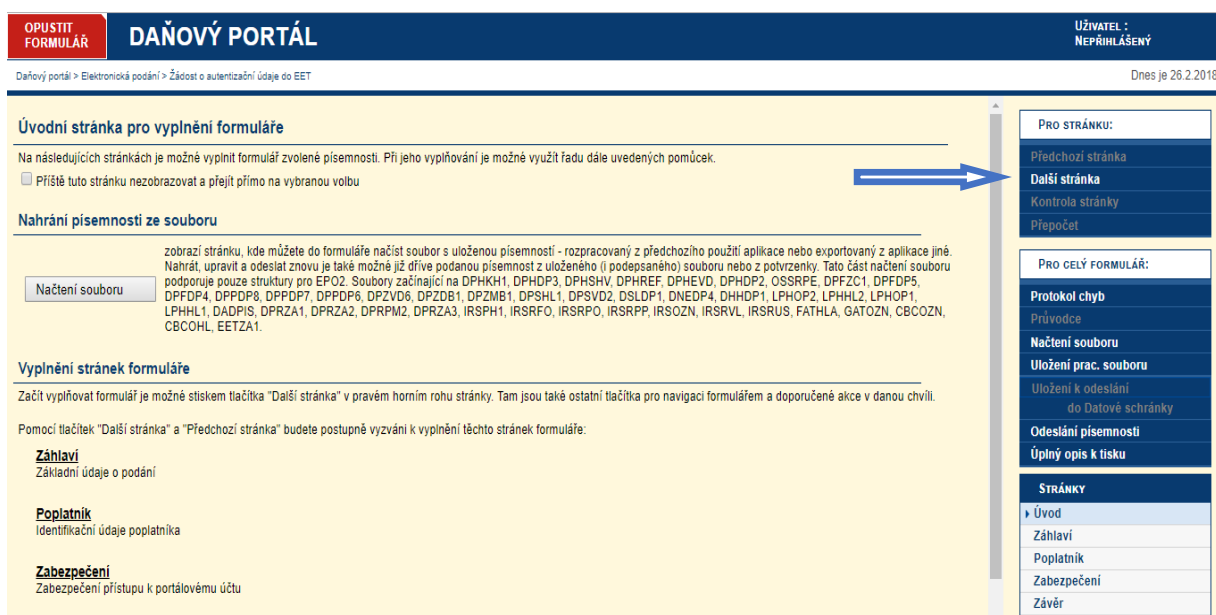 OPUSTIT
FORMULÁŘ
DAŇOVÝ PORTÁL
UŽIVATEL :
NEPŘIHLÁŠENÝ
Daňový portál > Elektronická podání > Žádost o autentizační údaje do EET
Dnes je 26.2.2018
Úvodní stránka pro vyplnění formuláře
Na následujících stránkách je možné vyplnit formulář zvolené písemnosti. Při jeho vyplňování je možné využít řadu dále uvedených pomůcek.
Příště tuto stránku nezobrazovat a přejít přímo na vybranou volbu
Nahrání písemnosti ze souboru
Načtení souboru
zobrazí stránku, kde můžete do formuláře načíst soubor s uloženou písemností - rozpracovaný z předchozího použití aplikace nebo exportovaný z aplikace jiné.
Nahrát, upravit a odeslat znovu je také možné již dříve podanou písemnost z uloženého (i podepsaného) souboru nebo z potvrzenky. Tato část načtení souboru
podporuje pouze struktury pro EPO2. Soubory začínající na DPHKH1, DPHDP3, DPHSHV, DPHREF, DPHEVD, DPHDP2, OSSRPE, DPFZC1, DPFDP5,
DPFDP4, DPPDP8, DPPDP7, DPPDP6, DPZVD6, DPZDB1, DPZMB1, DPSHL1, DPSVD2, DSLDP1, DNEDP4, DHHDP1, LPHOP2, LPHHL2, LPHOP1,
LPHHL1, DADPIS, DPRZA1, DPRZA2, DPRPM2, DPRZA3, IRSPH1, IRSRFO, IRSRPO, IRSRPP, IRSOZN, IRSRVL, IRSRUS, FATHLA, GATOZN, CBCOZN,
CBCOHL, EETZA1.
Vyplnění stránek formuláře
Začít vyplňovat formulář je možné stiskem tlačítka "Další stránka" v pravém horním rohu stránky. Tam jsou také ostatní tlačítka pro navigaci formulářem a doporučené akce v danou chvíli.
Pomocí tlačítek "Další stránka" a "Předchozí stránka" budete postupně vyzváni k vyplnění těchto stránek formuláře:
Záhlaví
Základní údaje o podání
Poplatník
Identifikační údaje poplatníka
Zabezpečení
Zabezpečení přístupu k portálovému účtu
PRO STRÁNKU:
Předchozí stránka
Další stránka
Kontrola stránky
Přepočet
PRO CELÝ FORMULÁŘ:
Protokol chyb
Průvodce
Načtení souboru
Uložení prac. souboru
Uložení k odeslání
do Datové schránky
Odeslání písemnosti
Úplný opis k tisku
STRÁNKY
Úvod
Záhlaví
Poplatník
Zabezpečení
Závěr